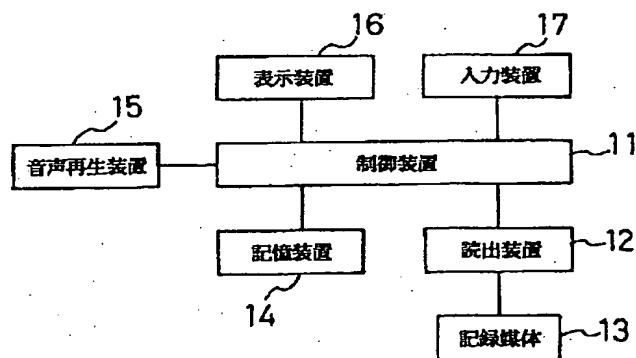 16
17
表示装置
入力装置
15
音声再生装置
制御装置
11
記憶装置
読出装置
12
14
記録媒体
13